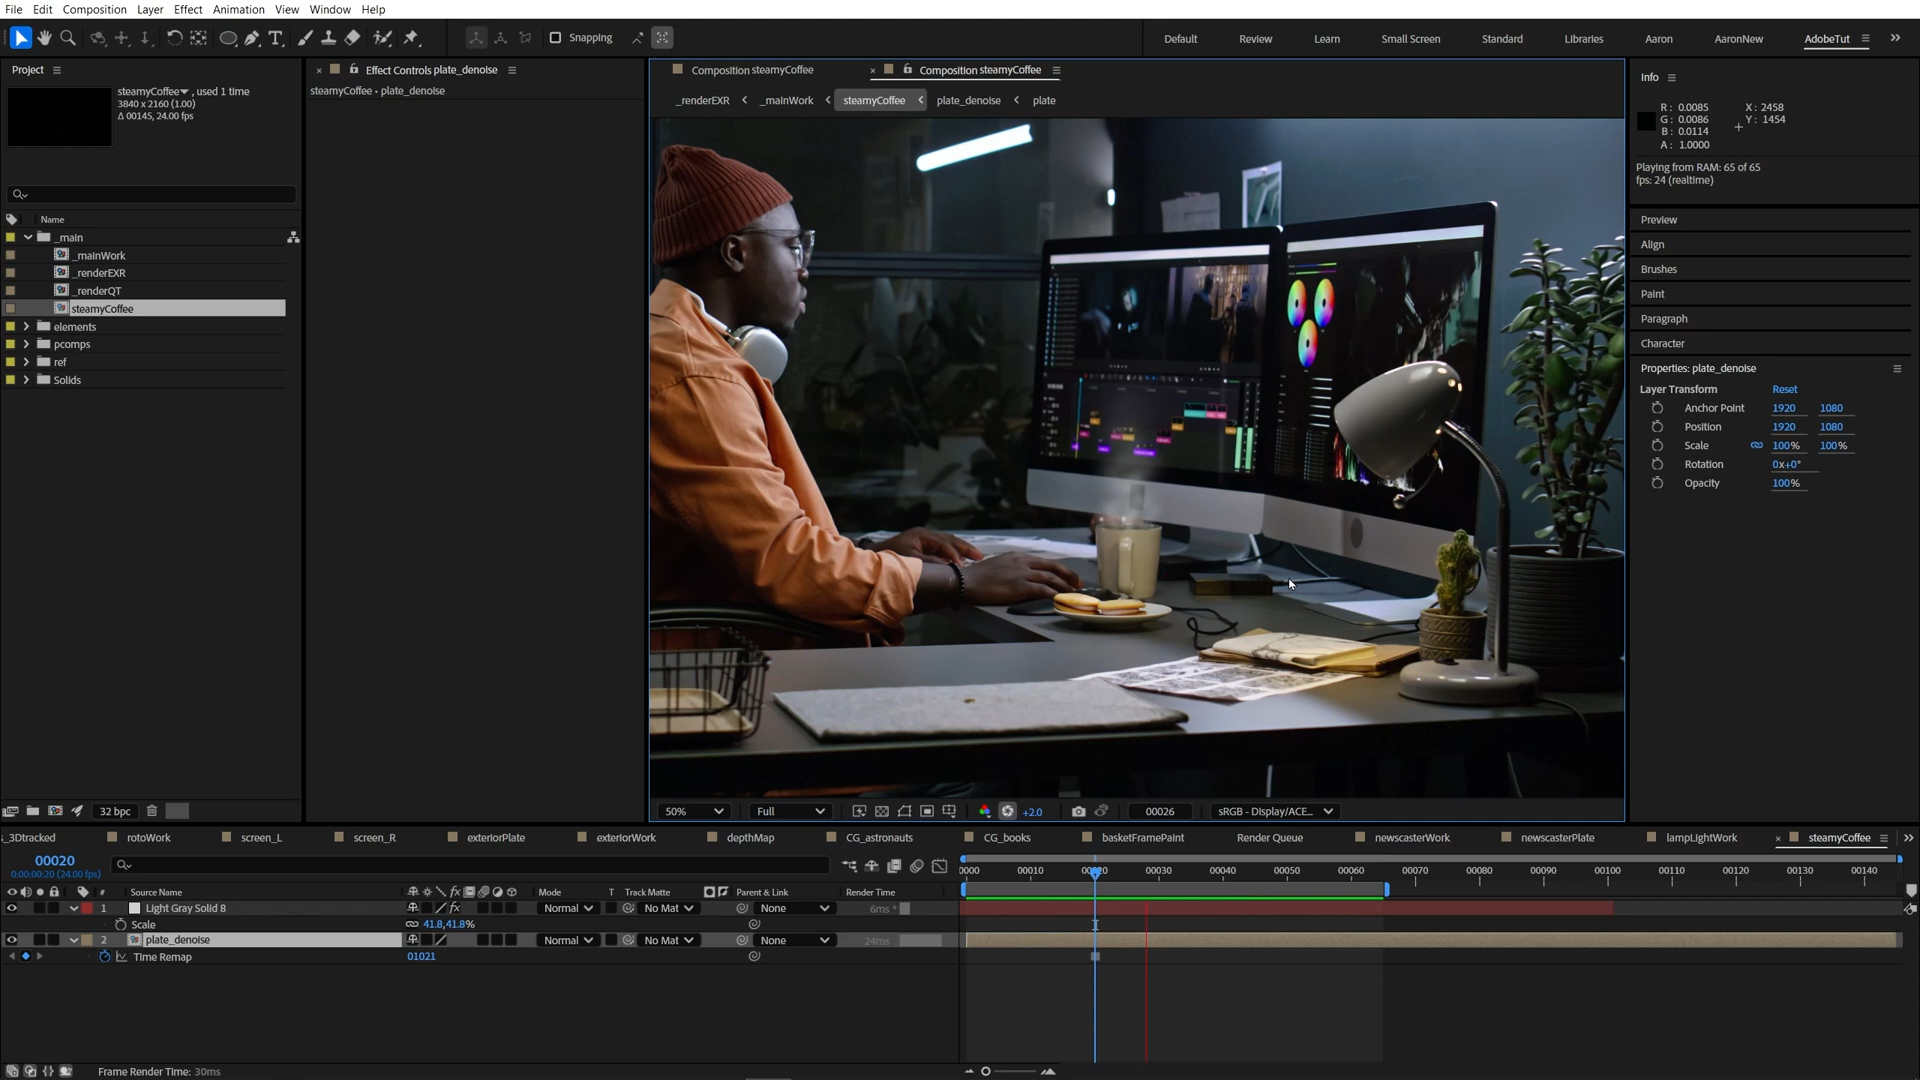 File Edit Composition Layer Effect Animation View Window Help
Snapping
Default Review Learn Small Screen Standard Libraries Aaron AaronNew AdobeTut
Project
steamyCoffee , used 1 time
3840 x 2160 (1.00)
Δ 00145, 24.00 fps
Name
_main
_mainWork
_renderEXR
_renderQT
steamyCoffee
elements
pcomps
ref
Solids
32 bpc
Effect Controls plate_denoise
steamyCoffee • plate_denoise
Composition steamyCoffee
Composition steamyCoffee
_renderEXR _mainWork steamyCoffee plate_denoise plate
50% Full +2.0 00026 sRGB - Display/ACE...
Info
R: 0.0085
G: 0.0086
B: 0.0114
A: 1.0000
X: 2458
Y: 1454
Playing from RAM: 65 of 65
fps: 24 (realtime)
Preview
Align
Brushes
Paint
Paragraph
Character
Properties: plate_denoise
Layer Transform Reset
Anchor Point 1920 1080
Position 1920 1080
Scale 100% 100%
Rotation 0x+0°
Opacity 100%
s_3Dtracked rotoWork screen_L screen_R exteriorPlate exteriorWork depthMap CG_astronauts CG_books basketFramePaint Render Queue newscasterWork newscasterPlate lampLightWork steamyCoffee
00020
0:00:00:20 (24.00 fps)
0000 00010 00020 00030 00040 00050 00060 00070 00080 00090 00100 00110 00120 00130 00140
# Source Name fx Mode T Track Matte Parent & Link Render Time
1 Light Gray Solid 8 fx Normal No Mat None 6ms *
Scale 41.8,41.8%
2 plate_denoise Normal No Mat None 24ms
Time Remap 01021
Frame Render Time: 30ms